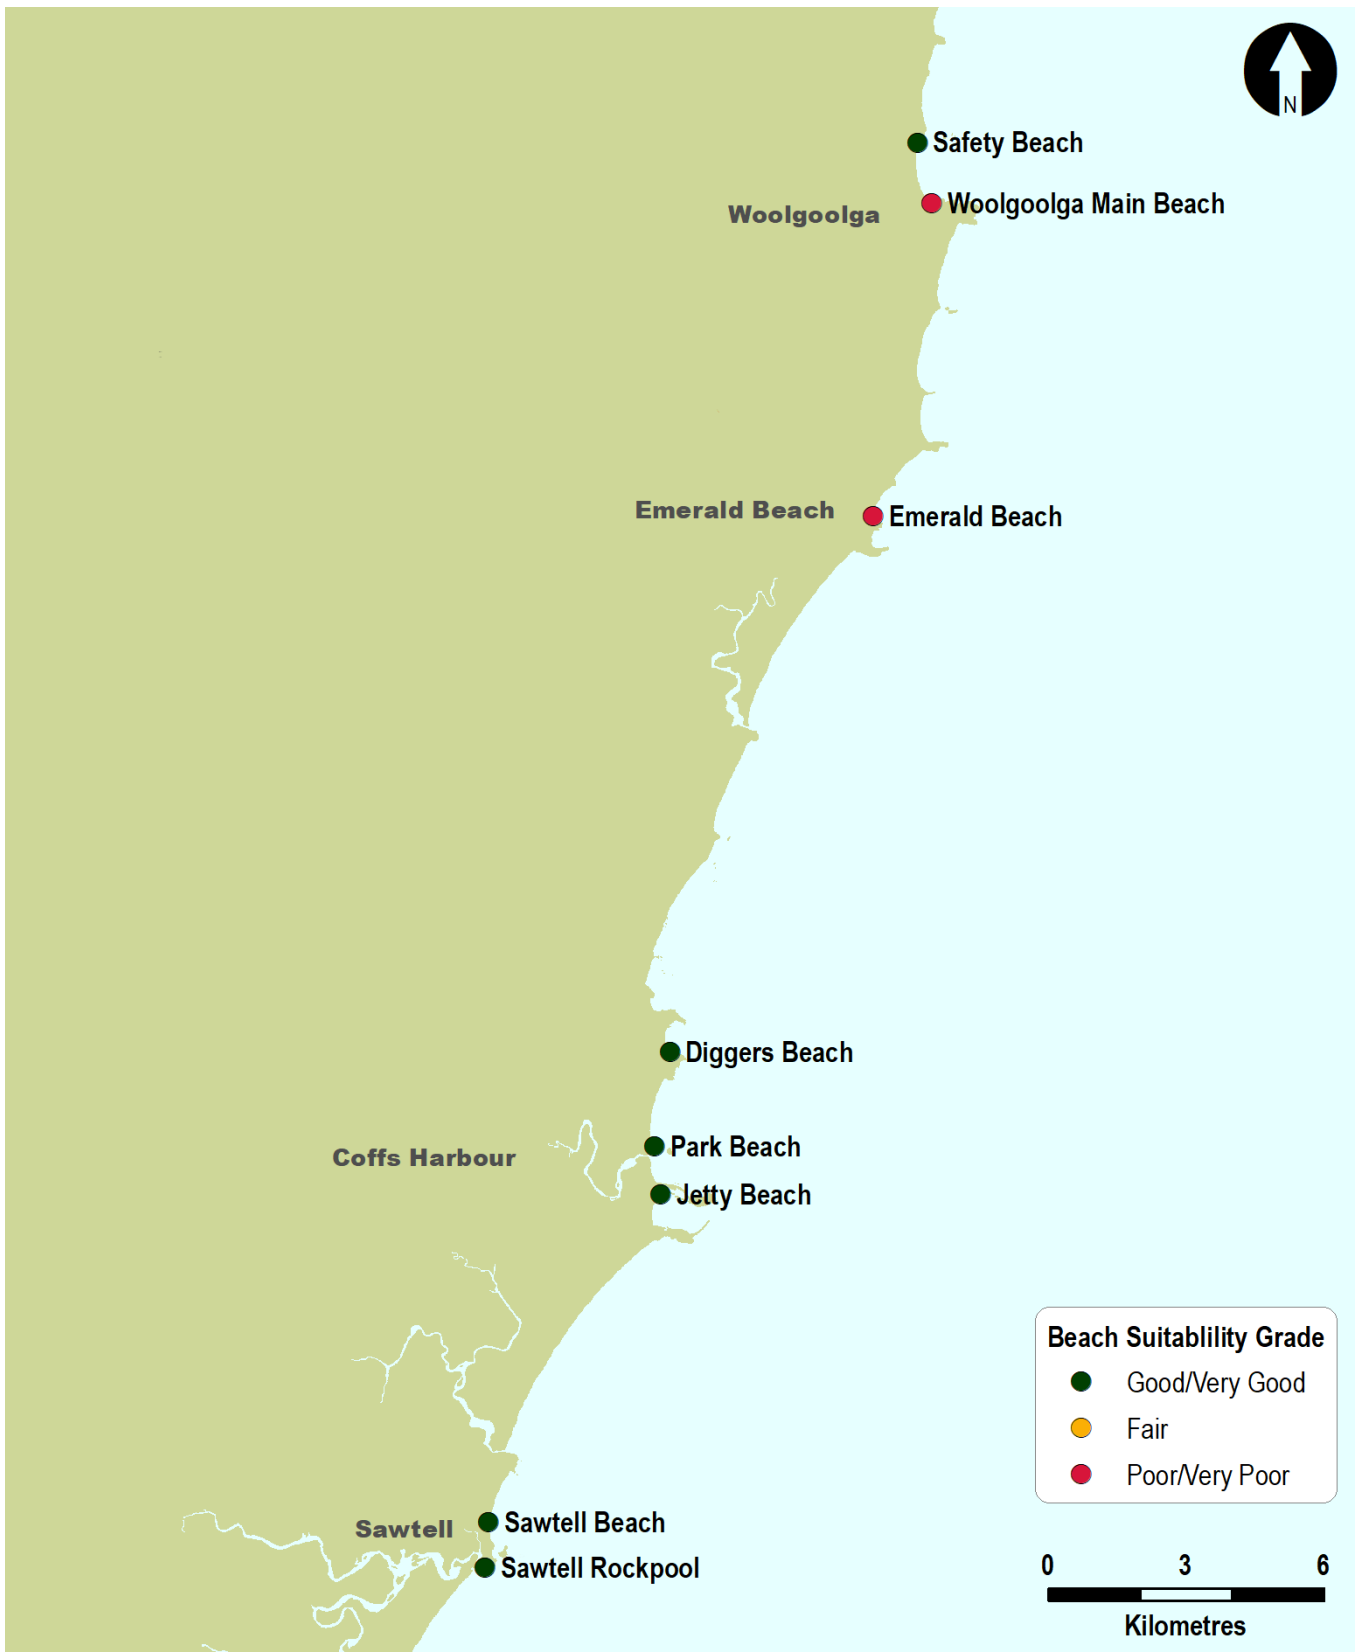 N
Safety Beach
Woolgoolga Main Beach
Woolgoolga
Emerald Beach
Emerald Beach
Diggers Beach
Park Beach
Coffs Harbour
Jetty Beach
Beach Suitablility Grade
Good/Very Good
Fair
Poor/Very Poor
Sawtell Beach
Sawtell
Sawtell Rockpool
0 3 6
Kilometres